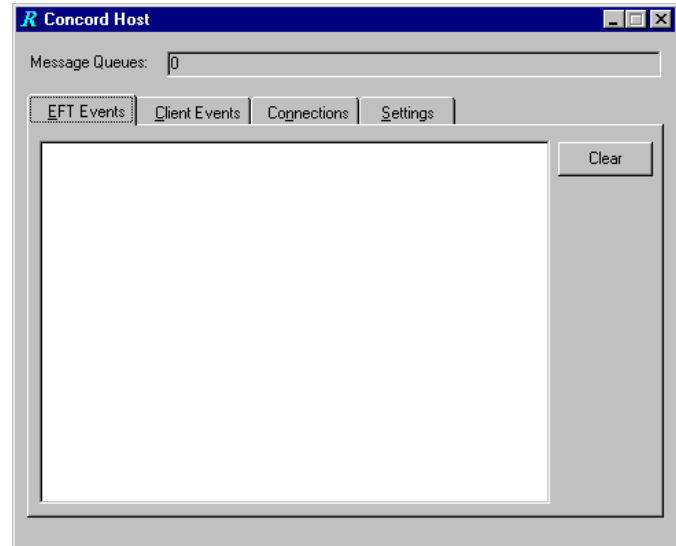 R Concord Host
Message Queues: 0
EFT Events Client Events Connections Settings
Clear